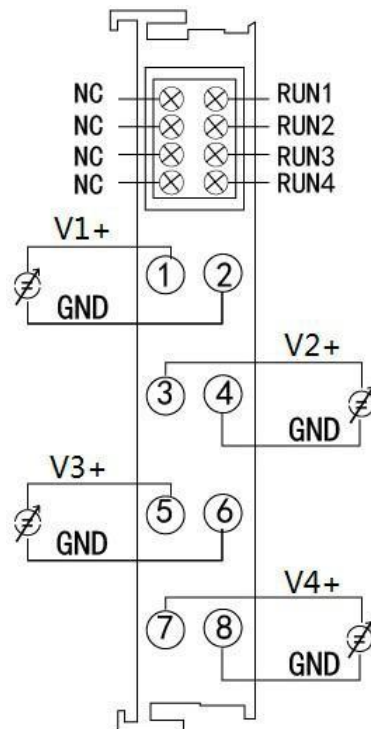 NC RUN1
NC RUN2
NC RUN3
NC RUN4
V1+
1 2
GND
V2+
3 4
GND
V3+
5 6
GND
V4+
7 8
GND